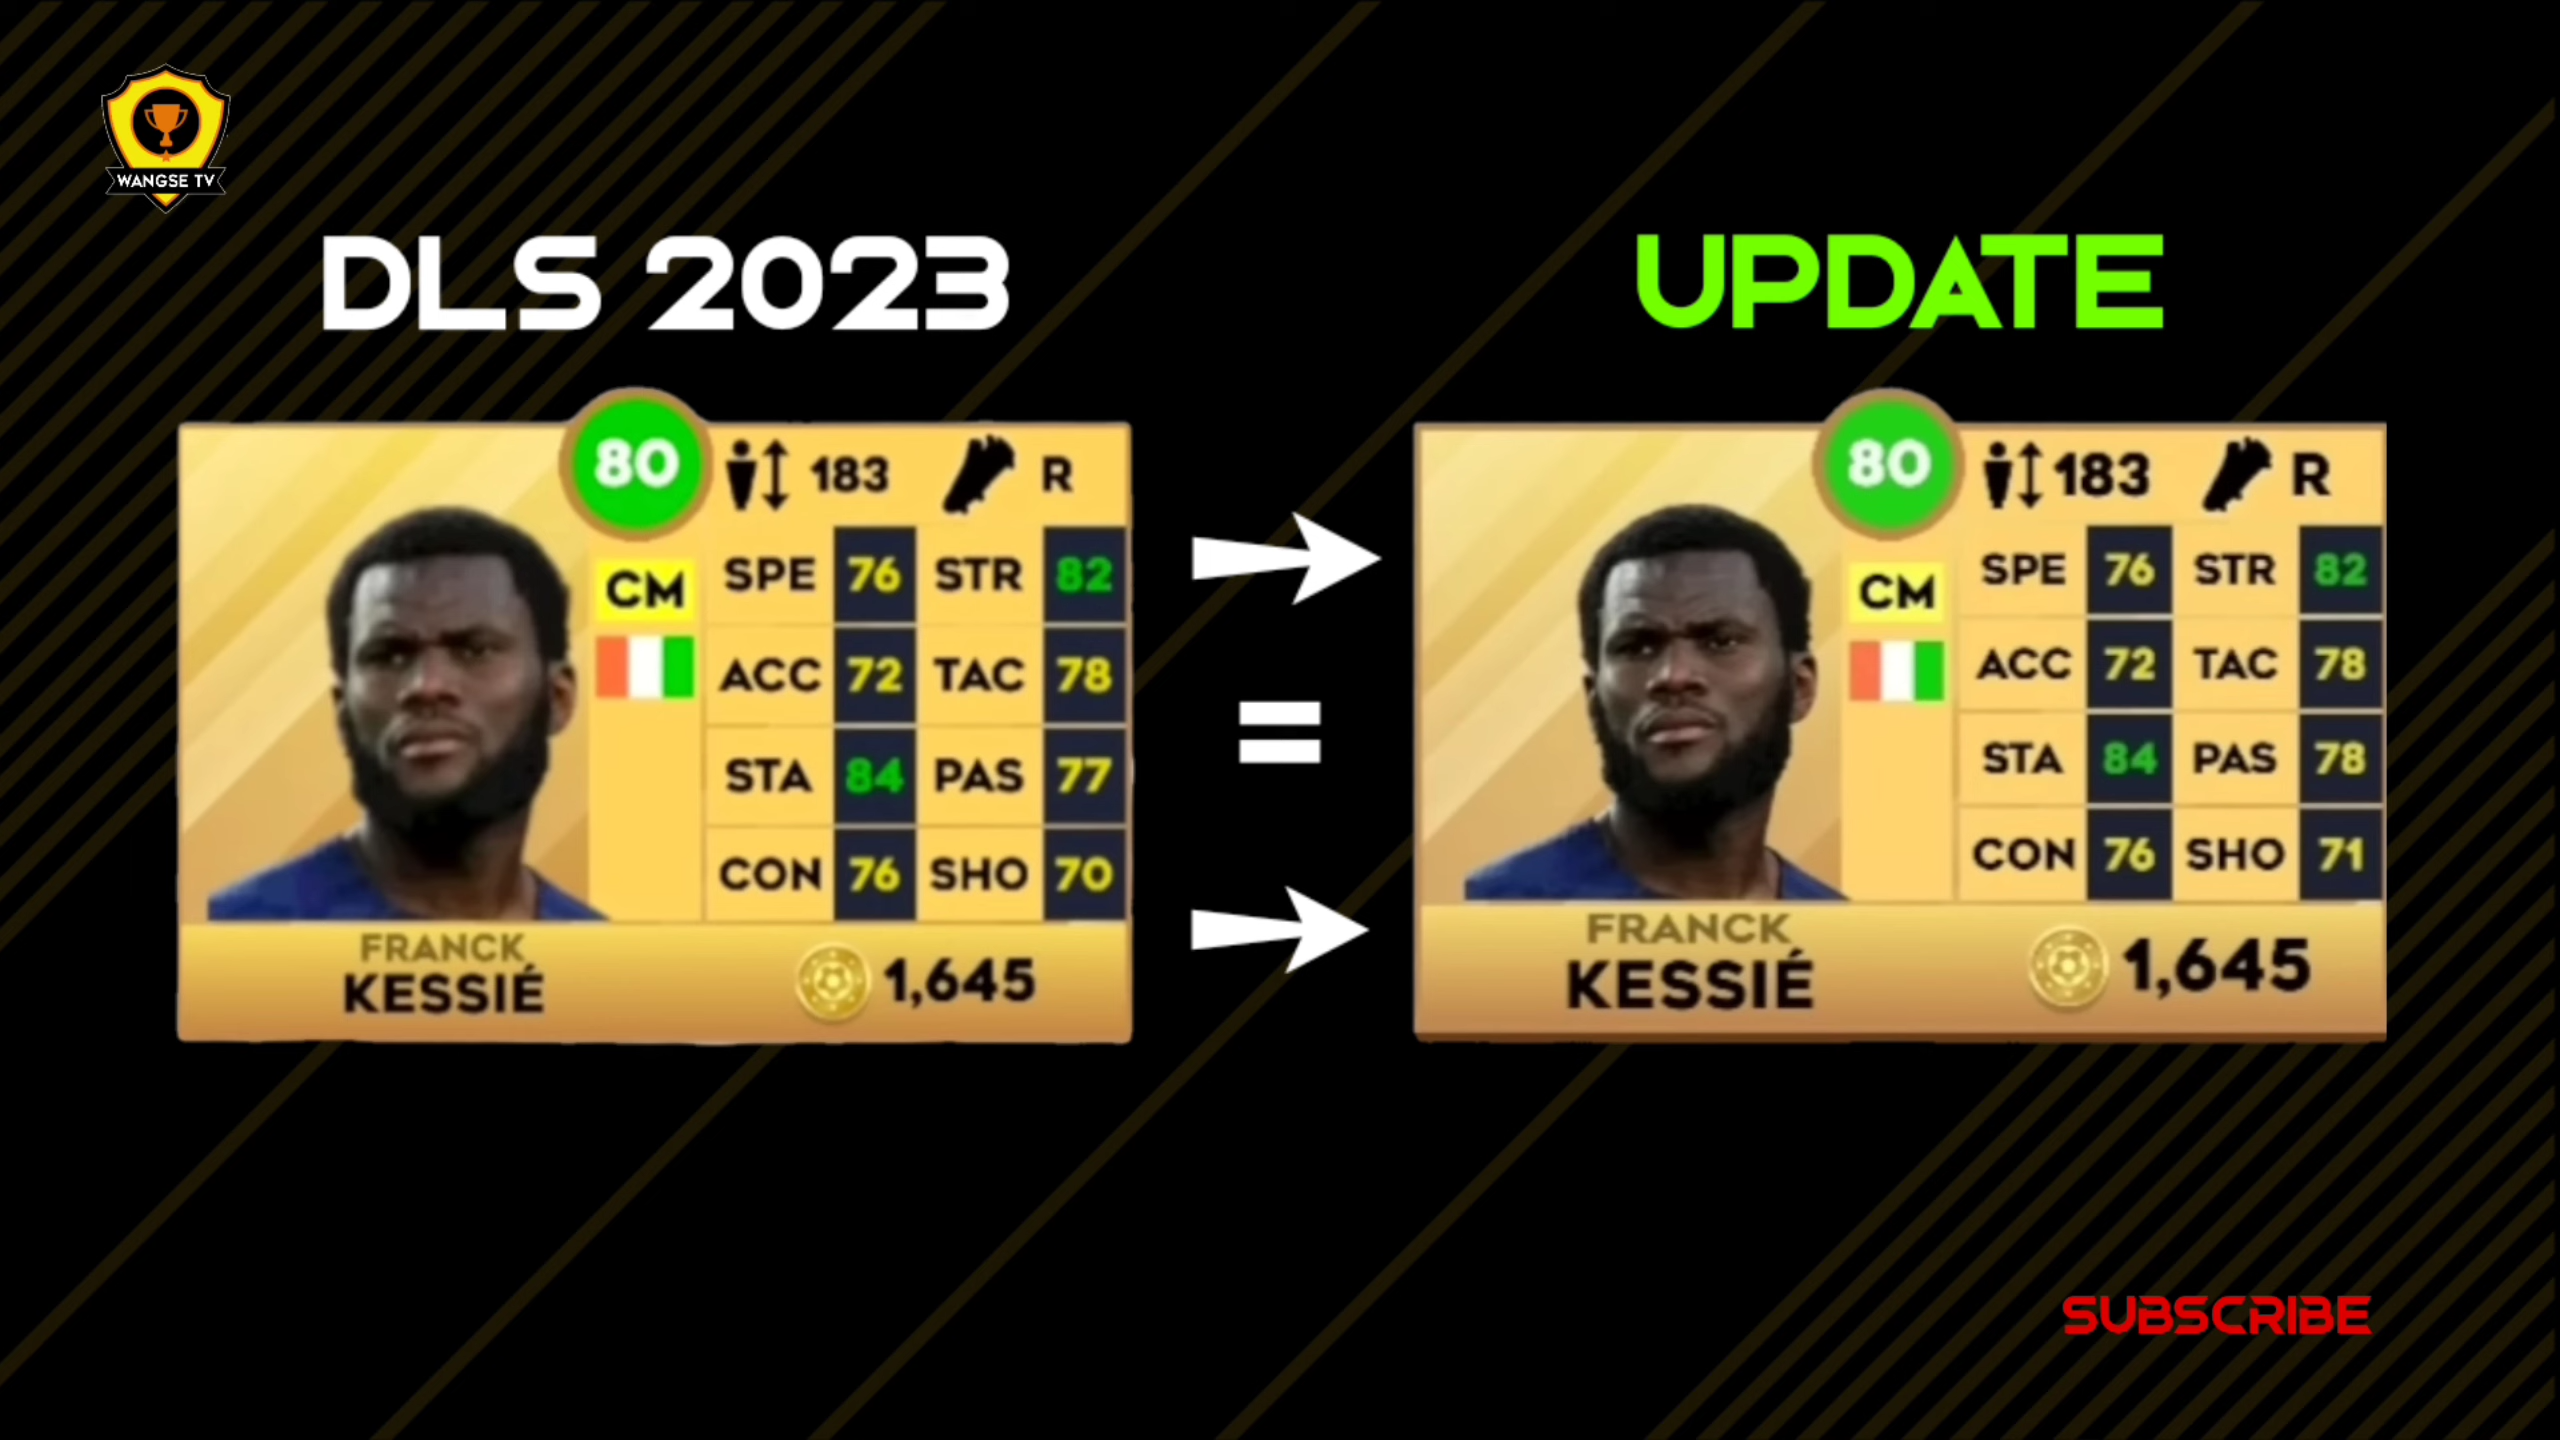 WANGSE TV
DLS 2023
UPDATE
80
183
R
CM
SPE 76 STR 82
ACC 72 TAC 78
STA 84 PAS 77
CON 76 SHO 70
FRANCK
KESSIÉ
1,645
=
80
183
R
CM
SPE 76 STR 82
ACC 72 TAC 78
STA 84 PAS 78
CON 76 SHO 71
FRANCK
KESSIÉ
1,645
SUBSCRIBE